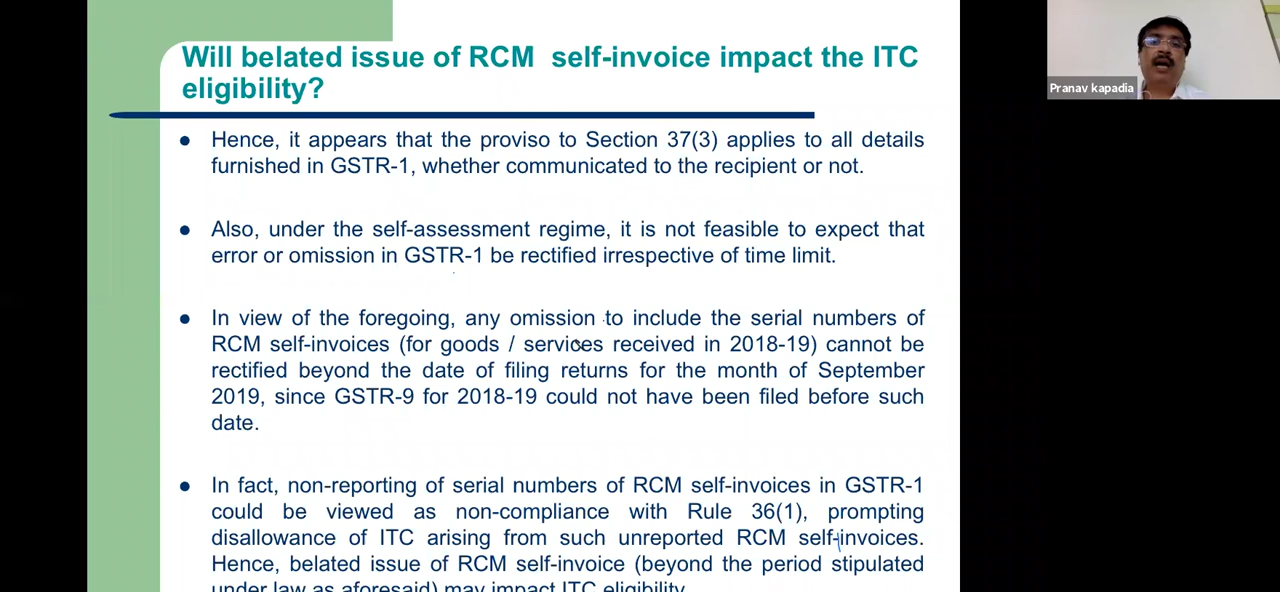 Will belated issue of RCM self-invoice impact the ITC
eligibility?
Pranav kapadia
● Hence, it appears that the proviso to Section 37(3) applies to all details
furnished in GSTR-1, whether communicated to the recipient or not.
● Also, under the self-assessment regime, it is not feasible to expect that
error or omission in GSTR-1 be rectified irrespective of time limit.
● In view of the foregoing, any omission to include the serial numbers of
RCM self-invoices (for goods / services received in 2018-19) cannot be
rectified beyond the date of filing returns for the month of September
2019, since GSTR-9 for 2018-19 could not have been filed before such
date.
● In fact, non-reporting of serial numbers of RCM self-invoices in GSTR-1
could be viewed as non-compliance with Rule 36(1), prompting
disallowance of ITC arising from such unreported RCM self-invoices.
Hence, belated issue of RCM self-invoice (beyond the period stipulated
under law as aforesaid) may impact ITC eligibility.